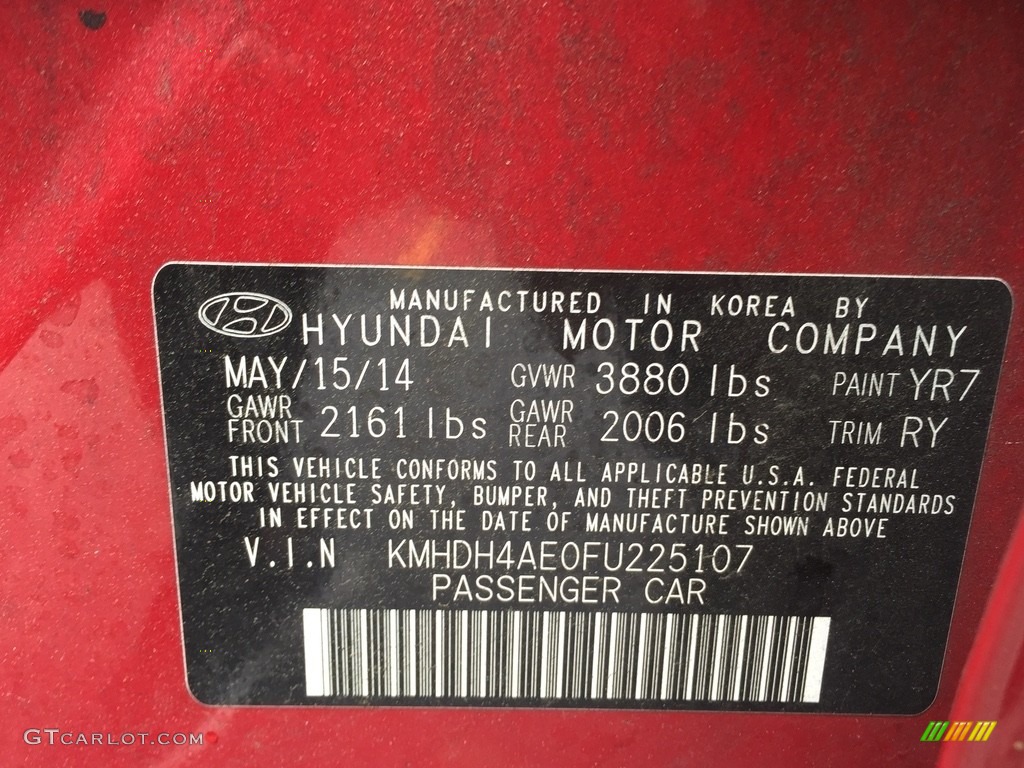 MANUFACTURED IN KOREA BY
HYUNDAI MOTOR COMPANY
MAY/15/14 GVWR 3880 lbs PAINT YR7
GAWR FRONT 2161 lbs GAWR REAR 2006 lbs TRIM RY
THIS VEHICLE CONFORMS TO ALL APPLICABLE U.S.A. FEDERAL
MOTOR VEHICLE SAFETY, BUMPER, AND THEFT PREVENTION STANDARDS
IN EFFECT ON THE DATE OF MANUFACTURE SHOWN ABOVE
V.I.N KMHDH4AE0FU225107
PASSENGER CAR
GTCARLOT.COM